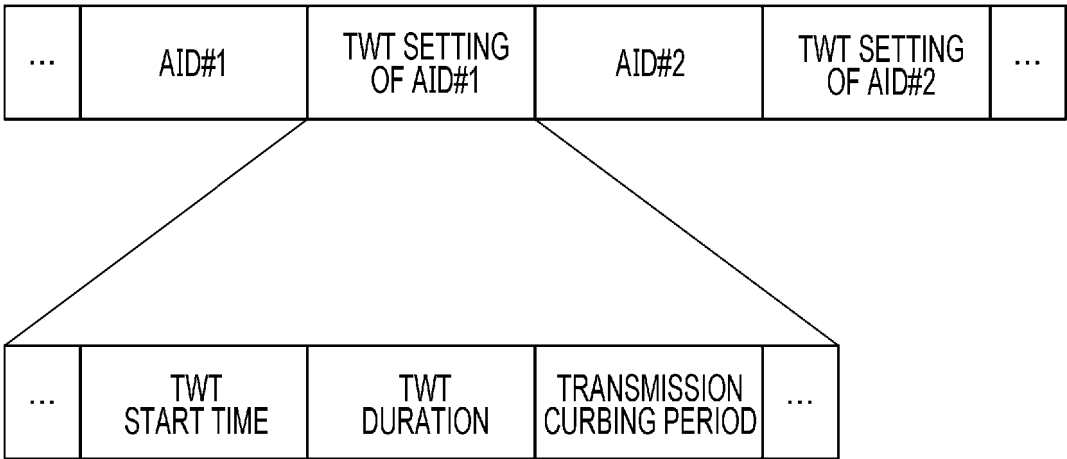 ...
AID#1
TWT SETTING
OF AID#1
AID#2
TWT SETTING
OF AID#2
...
...
TWT
START TIME
TWT
DURATION
TRANSMISSION
CURBING PERIOD
...